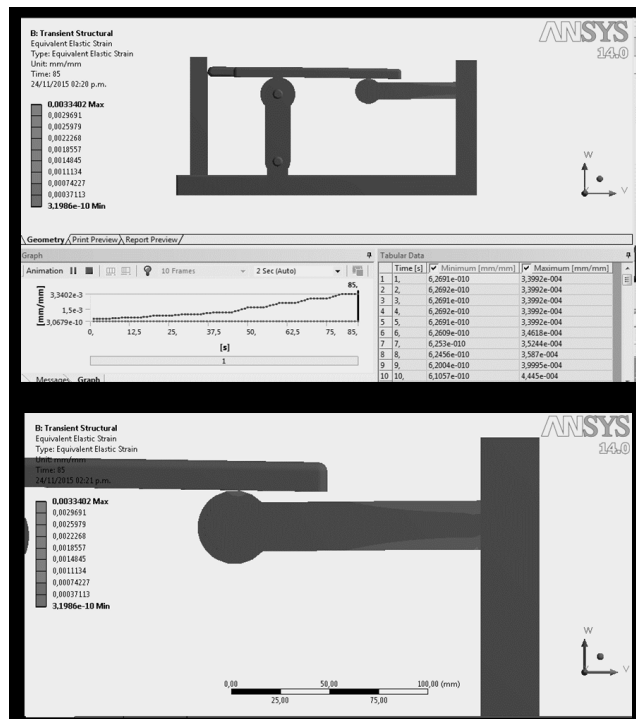 B: Transient Structural
Equivalent Elastic Strain
Type: Equivalent Elastic Strain
Unit: mm/mm
Time: 85
24/11/2015 02:20 p.m.
0,0033402 Max
0,0029691
0,0025979
0,0022268
0,0018557
0,0014845
0,0011134
0,00074227
0,00037113
3,1986e-10 Min
ANSYS
14.0
W
V
Geometry Print Preview Report Preview
Graph
Animation 10 Frames 2 Sec (Auto)
85,
3,3402e-3
1,5e-3
3,0679e-10
[mm/mm]
0, 12,5 25, 37,5 50, 62,5 75, 85,
[s]
1
Messages Graph
Tabular Data
Time [s] Minimum [mm/mm] Maximum [mm/mm]
1 1, 6,2691e-010 3,3992e-004
2 2, 6,2692e-010 3,3992e-004
3 3, 6,2691e-010 3,3992e-004
4 4, 6,2692e-010 3,3992e-004
5 5, 6,2691e-010 3,3992e-004
6 6, 6,2609e-010 3,4618e-004
7 7, 6,253e-010 3,5244e-004
8 8, 6,2456e-010 3,587e-004
9 9, 6,2004e-010 3,9995e-004
10 10, 6,1057e-010 4,445e-004
B: Transient Structural
Equivalent Elastic Strain
Type: Equivalent Elastic Strain
Unit: mm/mm
Time: 85
24/11/2015 02:21 p.m.
0,0033402 Max
0,0029691
0,0025979
0,0022268
0,0018557
0,0014845
0,0011134
0,00074227
0,00037113
3,1986e-10 Min
ANSYS
14.0
0,00 50,00 100,00 (mm)
25,00 75,00
W
V